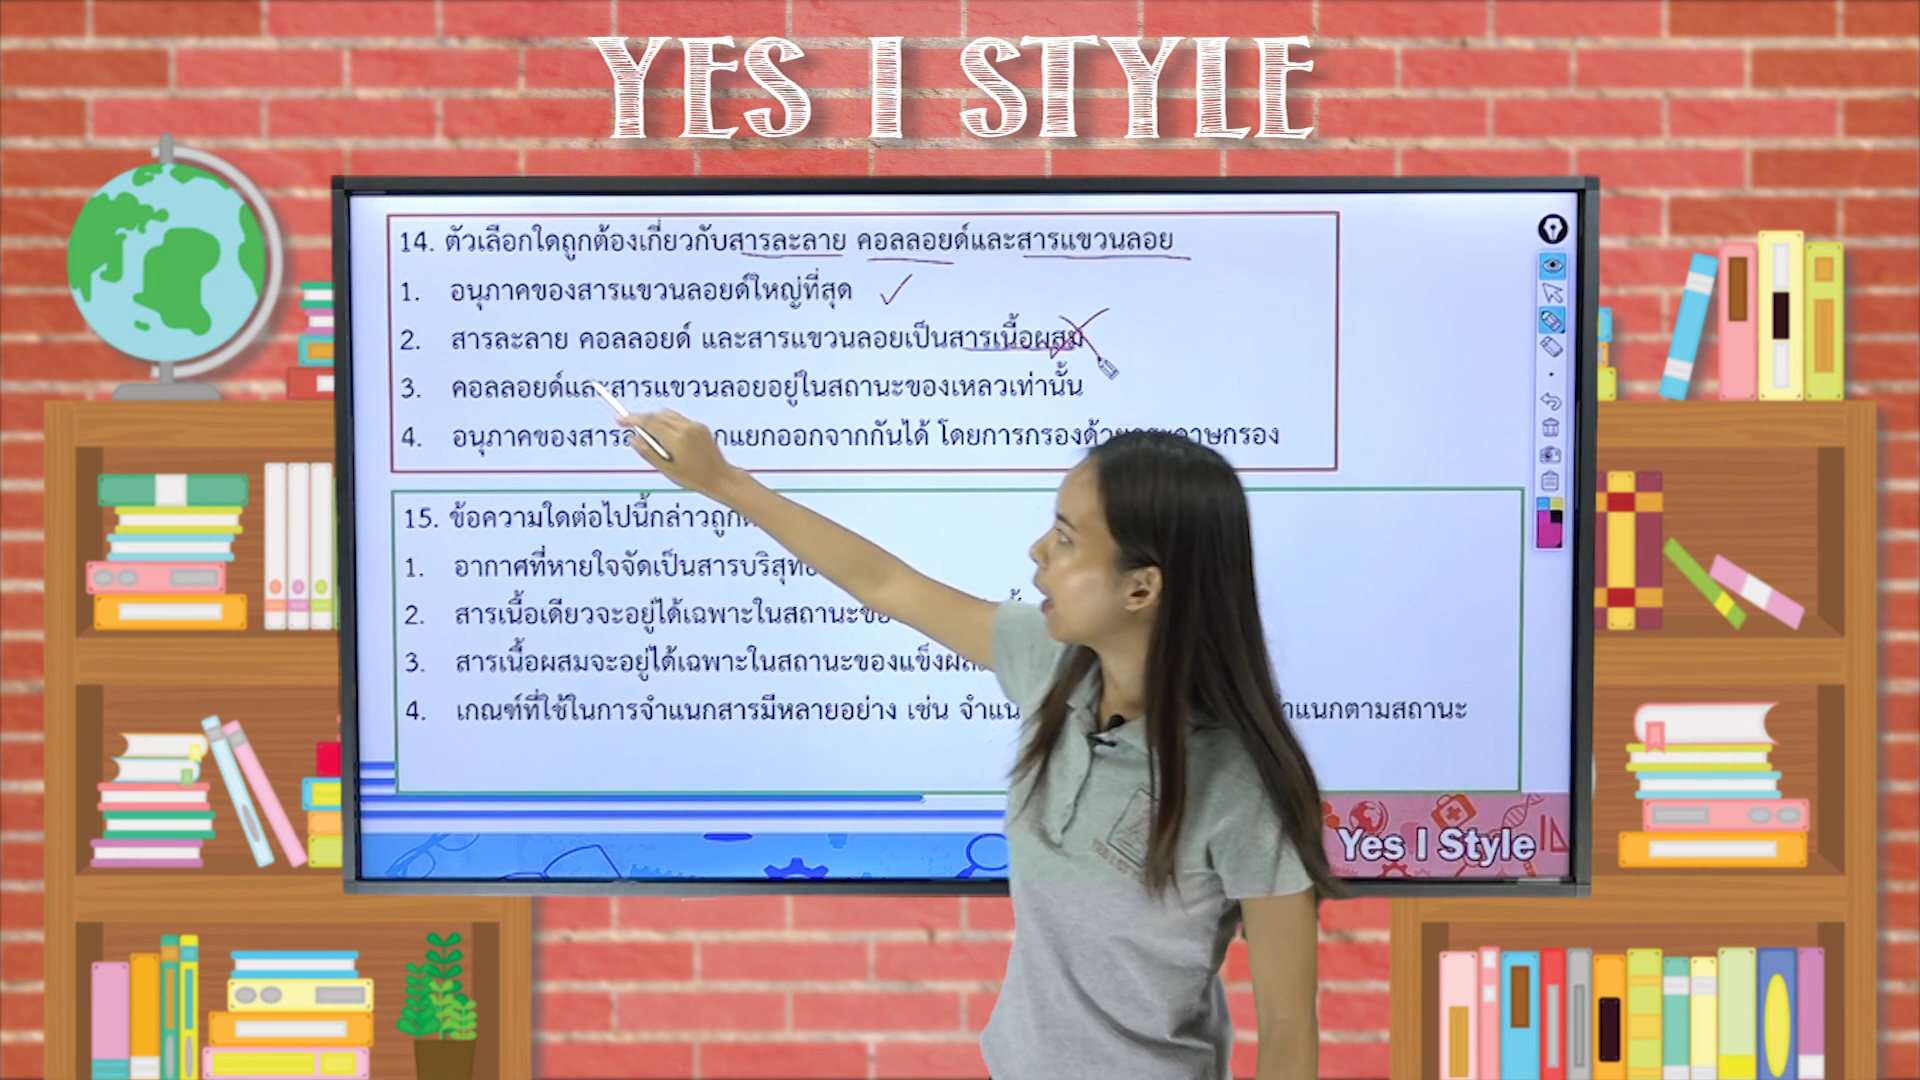 YES I STYLE
14. ตัวเลือกใดถูกต้องเกี่ยวกับสารละลาย คอลลอยด์และสารแขวนลอย
1. อนุภาคของสารแขวนลอยด์ใหญ่ที่สุด
2. สารละลาย คอลลอยด์ และสารแขวนลอยเป็นสารเนื้อผสม
3. คอลลอยด์และสารแขวนลอยอยู่ในสถานะของเหลวเท่านั้น
4. อนุภาคของสาร แยกออกจากกันได้ โดยการกรองด้วยกระดาษกรอง
15. ข้อความใดต่อไปนี้กล่าวถูก
1. อากาศที่หายใจจัดเป็นสารบริสุทธิ์
2. สารเนื้อเดียวจะอยู่ได้เฉพาะในสถานะ
3. สารเนื้อผสมจะอยู่ได้เฉพาะในสถานะของแข็ง
4. เกณฑ์ที่ใช้ในการจำแนกสารมีหลายอย่าง เช่น จำแนกตามสถานะ
Yes I Style